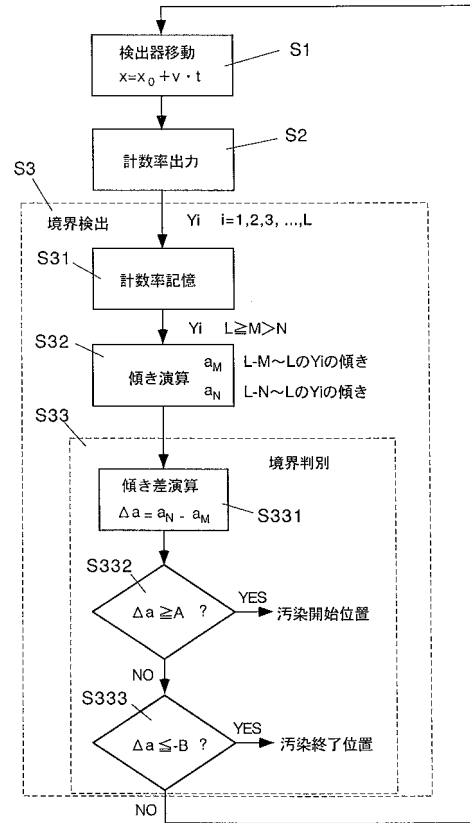 S1
検出器移動
x=x₀+v・t
S2
計数率出力
S3
境界検出
Yi i=1,2,3, ...,L
S31
計数率記憶
Yi L≧M>N
S32
傾き演算
aM L-M～LのYiの傾き
aN L-N～LのYiの傾き
S33
境界判別
傾き差演算
Δa=aN - aM
S331
S332
Δa≧A ?
YES
汚染開始位置
NO
S333
Δa≦-B ?
YES
汚染終了位置
NO